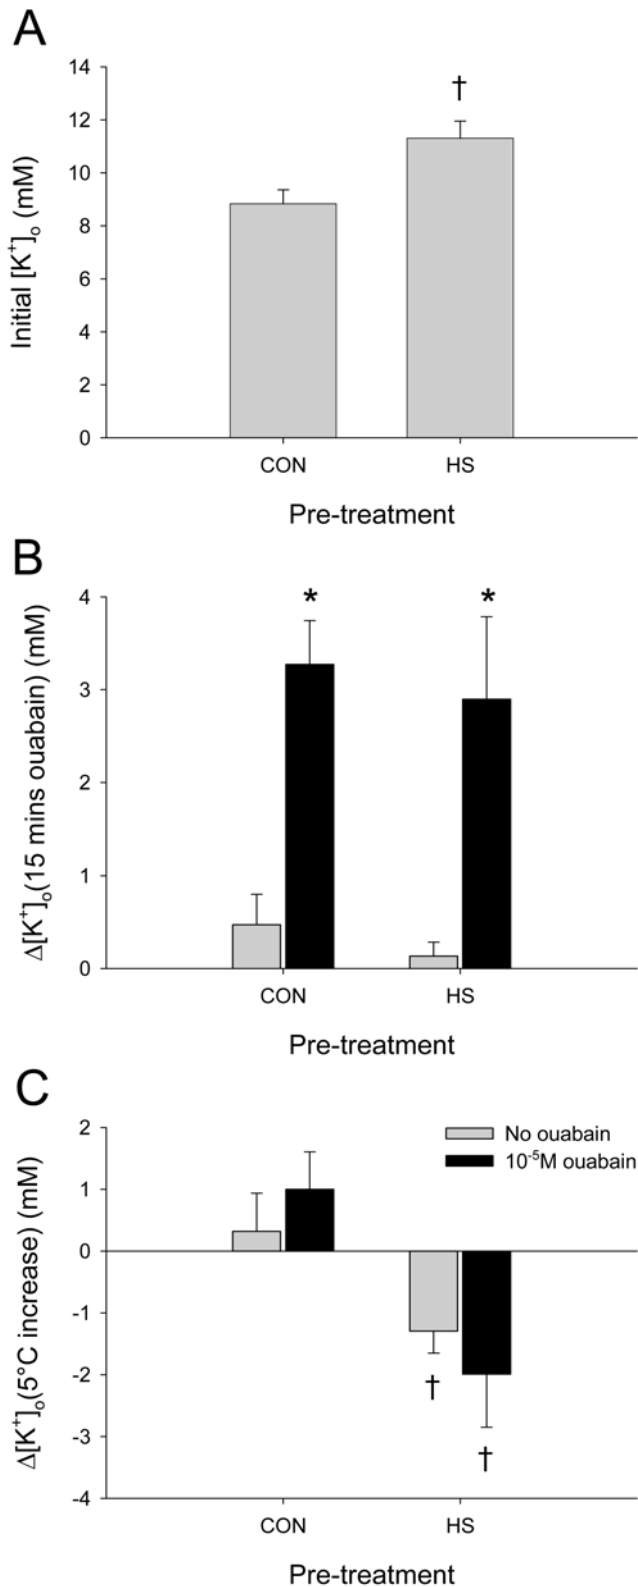 A
14
12
10
8
6
4
2
0
Initial [K⁺]ₒ (mM)
†
CON HS
Pre-treatment
B
4
3
2
1
0
Δ[K⁺]ₒ(15 mins ouabain) (mM)
* *
CON HS
Pre-treatment
C
2
1
0
-1
-2
-3
-4
Δ[K⁺]ₒ(5°C increase) (mM)
No ouabain
10⁻⁵M ouabain
†
†
CON HS
Pre-treatment